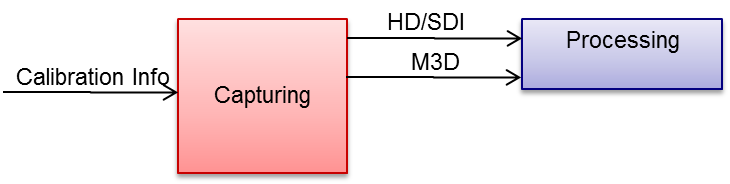 HD/SDI
Processing
M3D
Calibration Info
Capturing